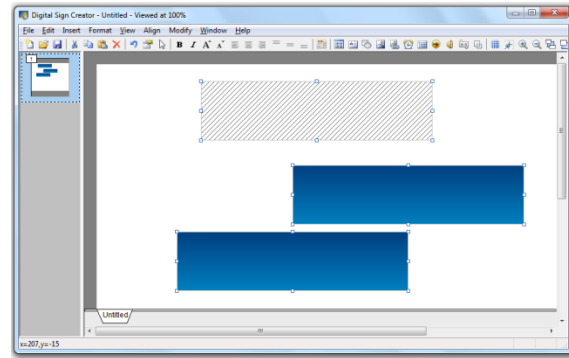 Digital Sign Creator - Untitled - Viewed at 100%
File Edit Insert Format View Align Modify Window Help
B I A A
1
Untitled
x=207,y=-15